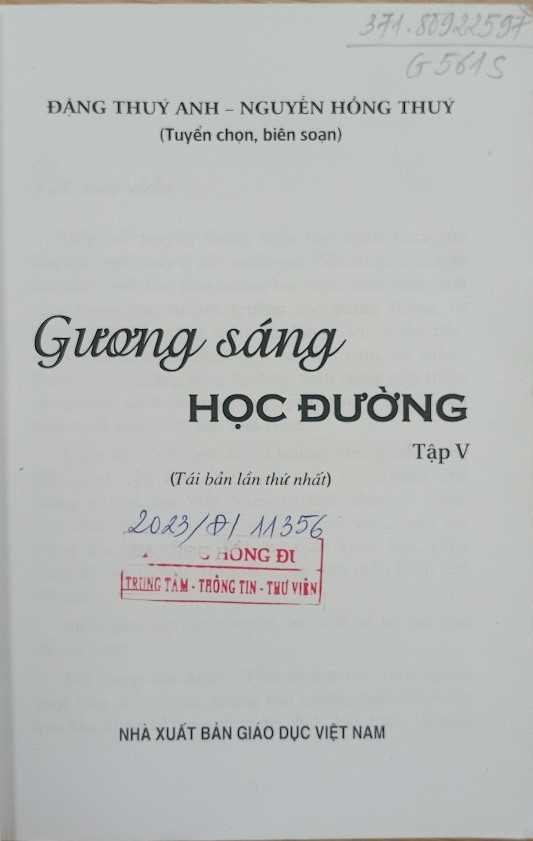 371.80922597
G561S
ĐẶNG THUÝ ANH – NGUYỄN HỒNG THUÝ
(Tuyển chọn, biên soạn)
Gương sáng
HỌC ĐƯỜNG
Tập V
(Tái bản lần thứ nhất)
2023/Đ/11356
HỒNG ĐỨ
TRUNG TÂM - THÔNG TIN - THƯ VIỆN
NHÀ XUẤT BẢN GIÁO DỤC VIỆT NAM